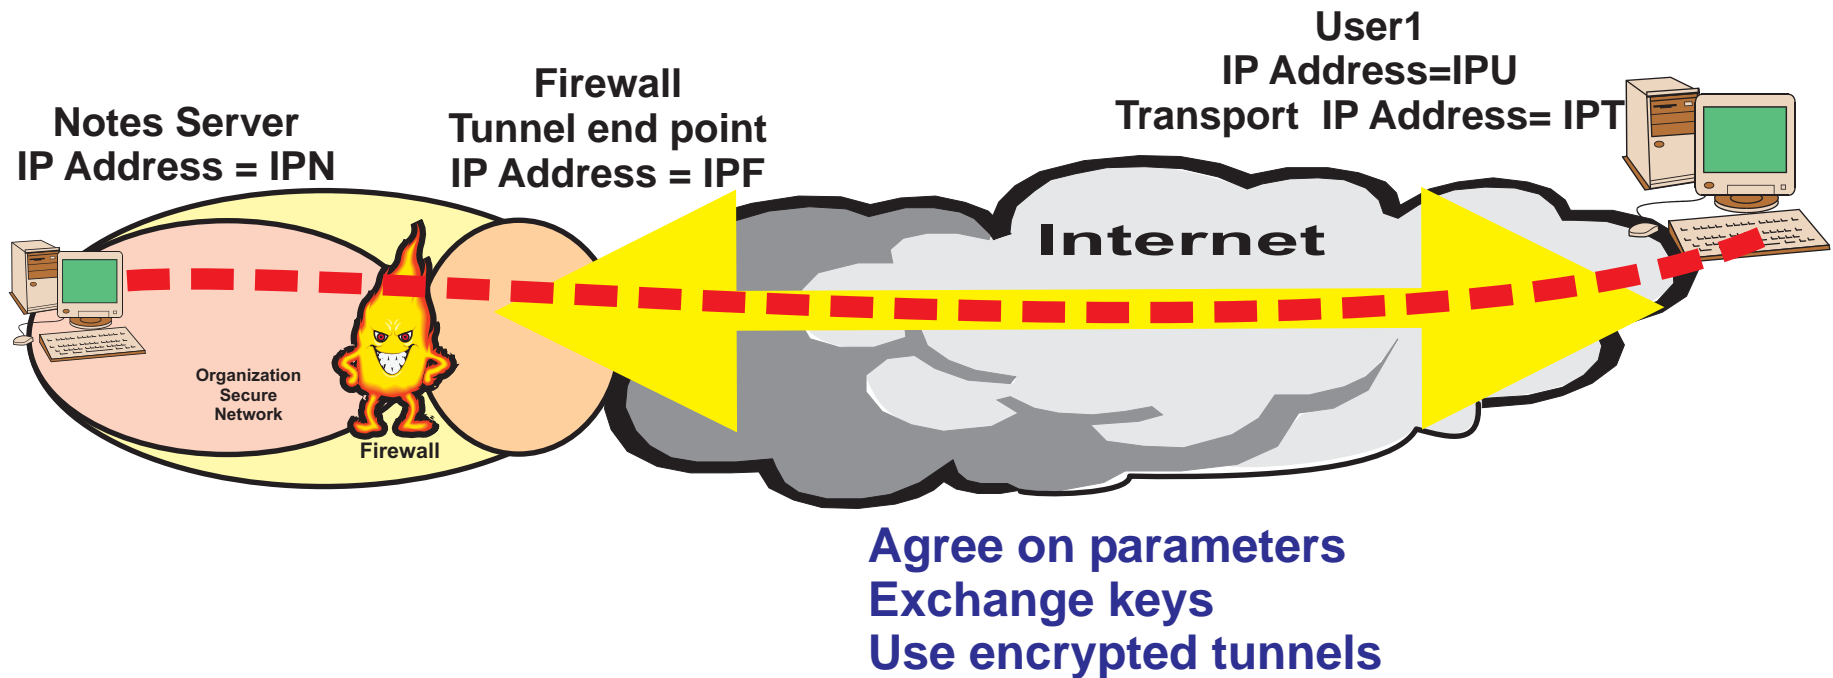 User1
IP Address=IPU
Transport IP Address= IPT
Firewall
Tunnel end point
IP Address = IPF
Notes Server
IP Address = IPN
Internet
Organization
Secure
Network
Firewall
Agree on parameters
Exchange keys
Use encrypted tunnels